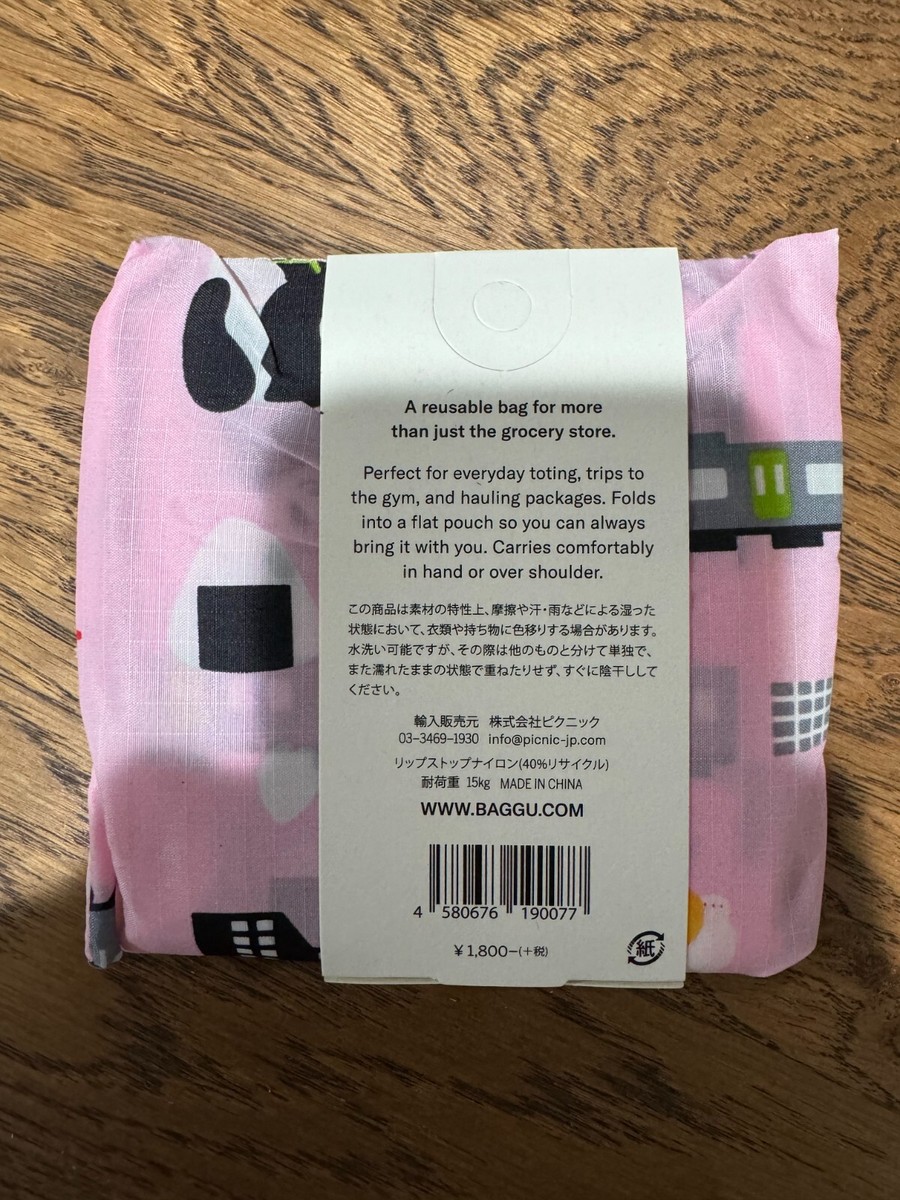 A reusable bag for more
than just the grocery store.
Perfect for everyday toting, trips to
the gym, and hauling packages. Folds
into a flat pouch so you can always
bring it with you. Carries comfortably
in hand or over shoulder.
この商品は素材の特性上、摩擦や汗・雨などによる湿った
状態において、衣類や持ち物に色移りする場合があります。
水洗い可能ですが、その際は他のものと分けて単独で、
また濡れたままの状態で重ねたりせず、すぐに陰干しして
ください。
輸入販売元 株式会社ピクニック
03-3469-1930 info@picnic-jp.com
リップストップナイロン(40%リサイクル)
耐荷重 15kg MADE IN CHINA
WWW.BAGGU.COM
4 580676 190077
¥1,800-(+税)
紙